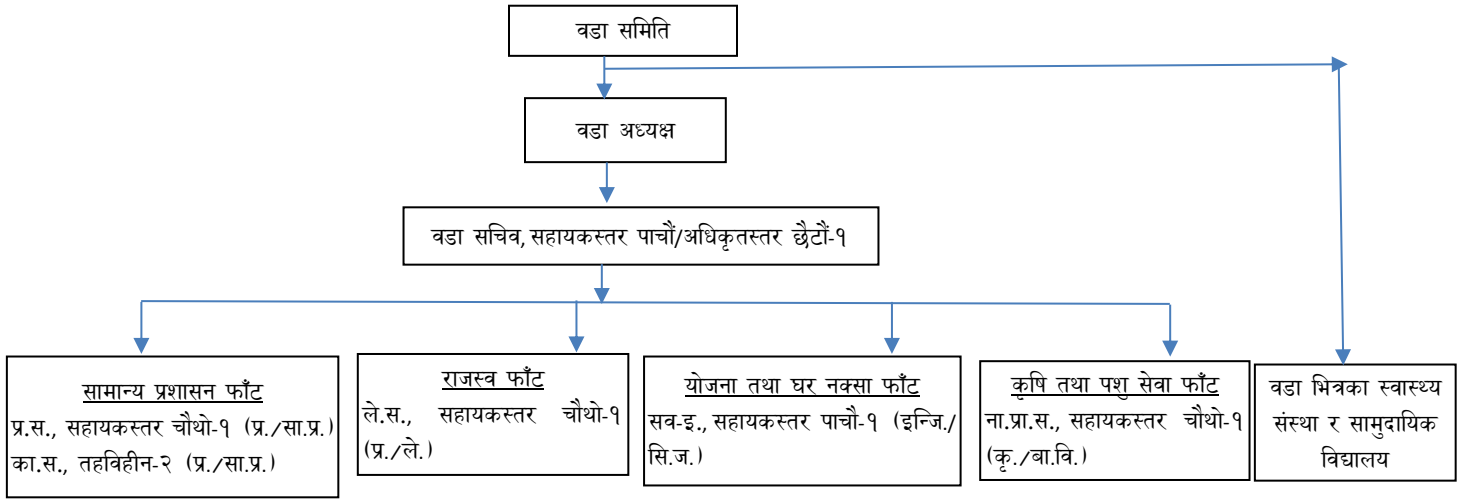 वडा समिति
वडा अध्यक्ष
वडा सचिव, सहायकस्तर पाचौं/अधिकृतस्तर छैटौं-१
सामान्य प्रशासन फाँट
प्र.स., सहायकस्तर चौथो-१ (प्र./सा.प्र.)
का.स., तहविहीन-२ (प्र./सा.प्र.)
राजस्व फाँट
ले.स., सहायकस्तर चौथो-१
(प्र./ले.)
योजना तथा घर नक्सा फाँट
सव-इ., सहायकस्तर पाचौ-१ (इन्जि./
सि.ज.)
कृषि तथा पशु सेवा फाँट
ना.प्रा.स., सहायकस्तर चौथो-१
(कृ./बा.वि.)
वडा भित्रका स्वास्थ्य
संस्था र सामुदायिक
विद्यालय